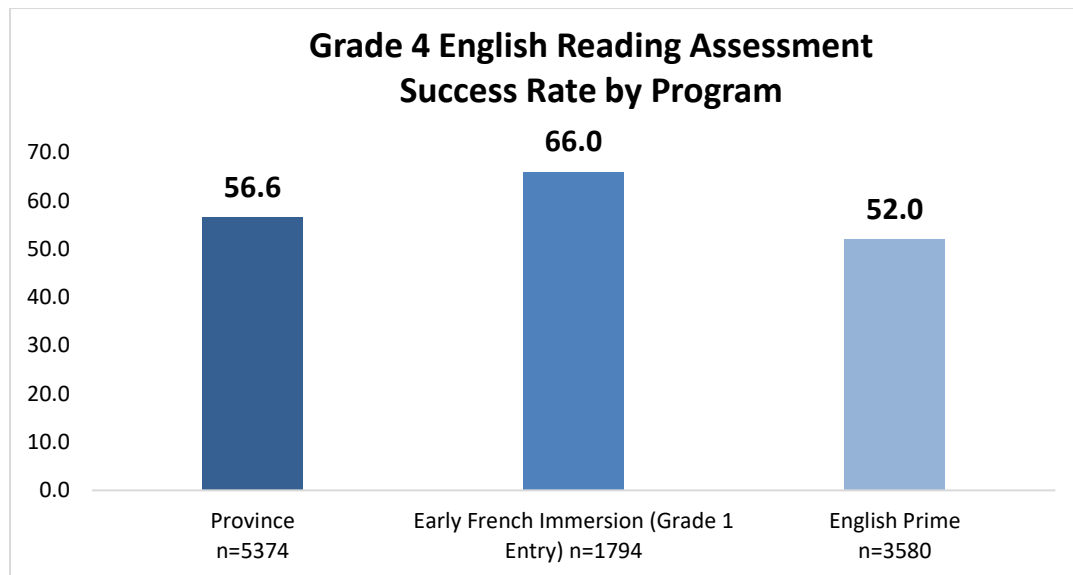 Grade 4 English Reading Assessment
Success Rate by Program
70.0
60.0
50.0
40.0
30.0
20.0
10.0
0.0
56.6
66.0
52.0
Province
n=5374
Early French Immersion (Grade 1
Entry) n=1794
English Prime
n=3580